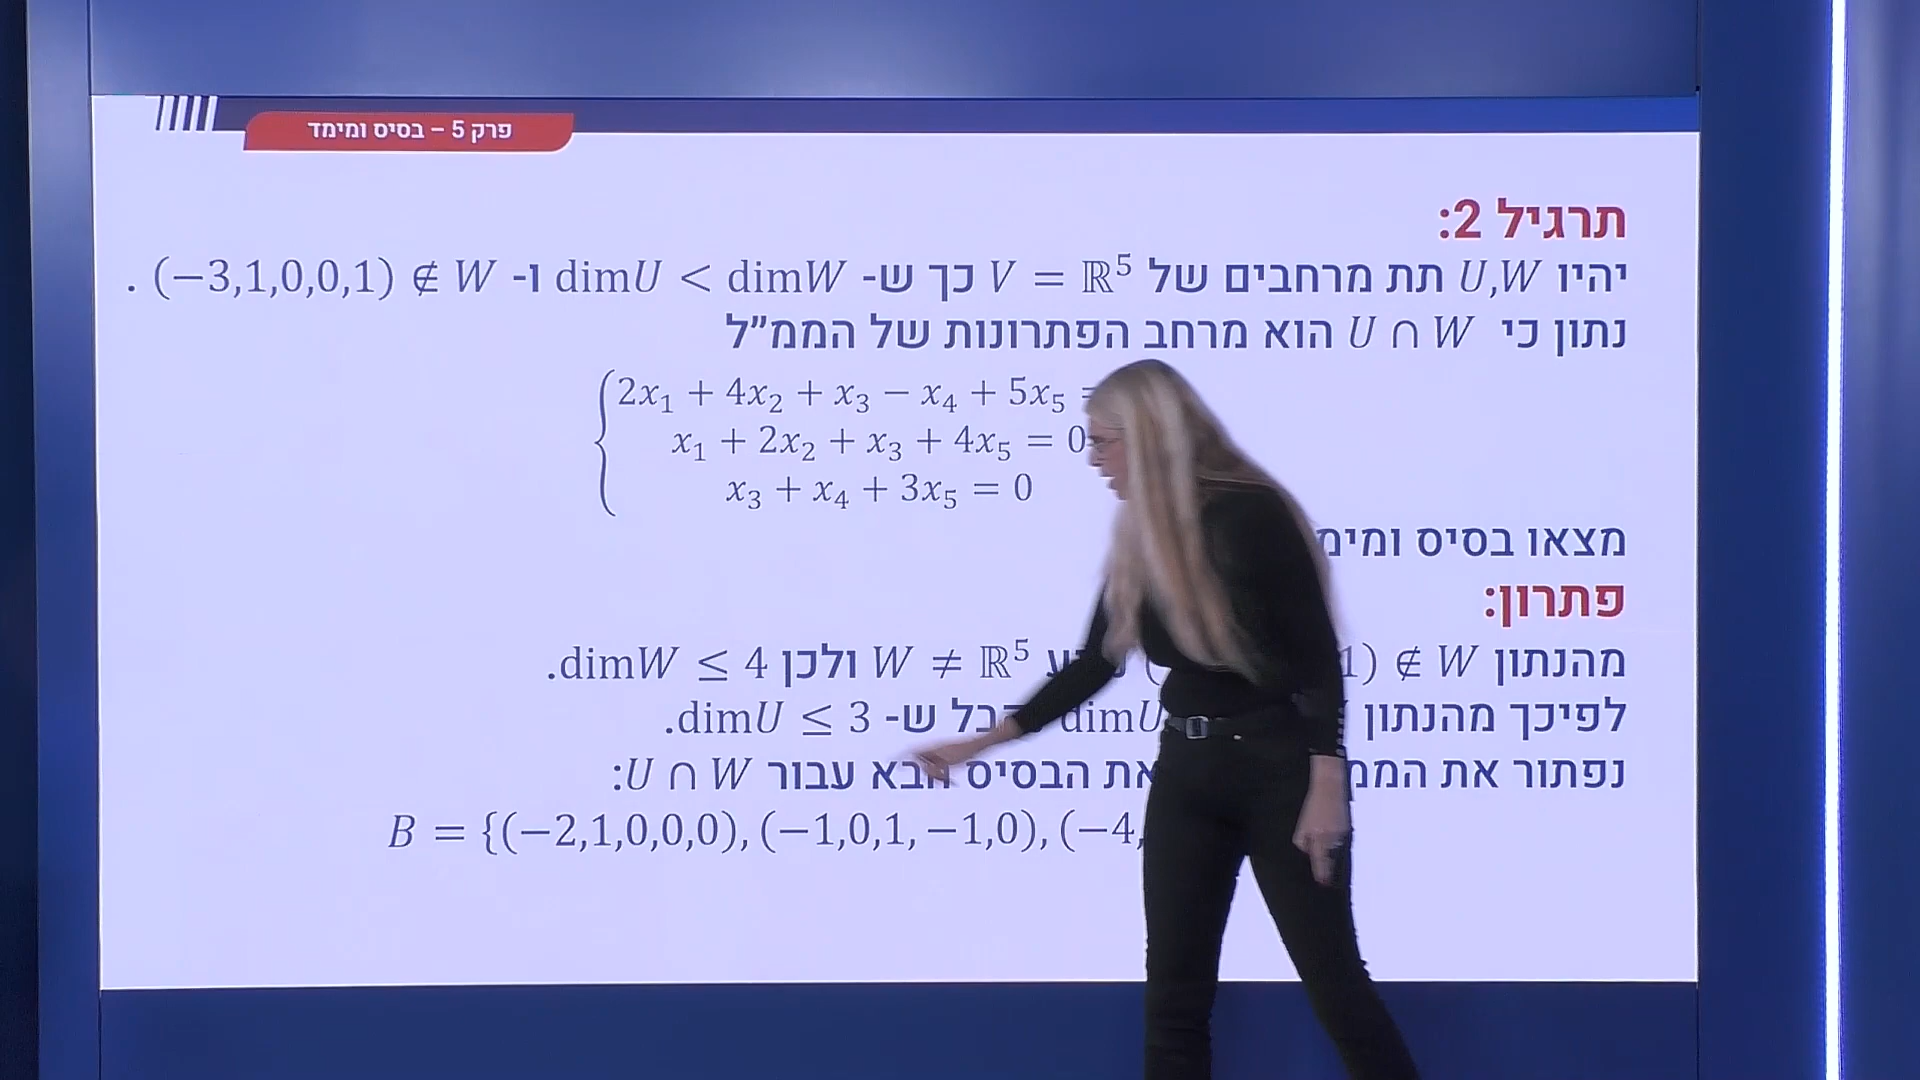 פרק 5 – בסיס ומימד
תרגיל 2:
יהיו U,W תת מרחבים של V = ℝ⁵ כך ש- dimU < dimW ו- (−3,1,0,0,1) ∉ W .
נתון כי U ∩ W הוא מרחב הפתרונות של הממ״ל
2x₁ + 4x₂ + x₃ − x₄ + 5x₅ =
x₁ + 2x₂ + x₃ + 4x₅ = 0
x₃ + x₄ + 3x₅ = 0
מצאו בסיס
פתרון:
מהנתון 1) ∉ W W ≠ ℝ⁵ ולכן dimW ≤ 4.
לפיכך מהנתון dimU ש- dimU ≤ 3.
נפתור את את הבסיס הבא עבור U ∩ W:
B = {(−2,1,0,0,0), (−1,0,1,−1,0), (−4,